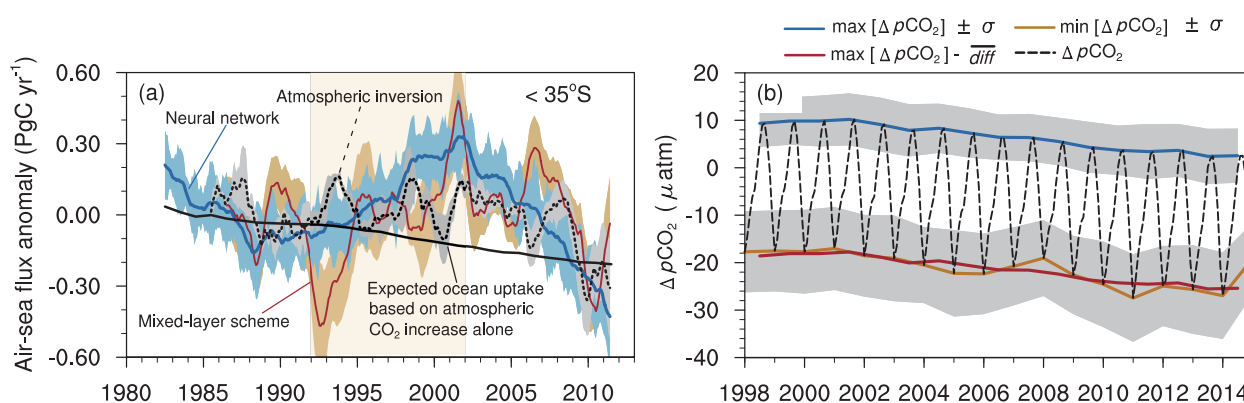 max [Δ pCO₂] ± σ
min [Δ pCO₂] ± σ
max [Δ pCO₂] - diff
Δ pCO₂
(a)
Atmospheric inversion
< 35°S
Neural network
Mixed-layer scheme
Expected ocean uptake
based on atmospheric
CO₂ increase alone
Air-sea flux anomaly (PgC yr⁻¹)
0.60
0.30
0.00
-0.30
-0.60
1980 1985 1990 1995 2000 2005 2010
(b)
Δ pCO₂ (μ atm)
20
10
0
-10
-20
-30
-40
1998 2000 2002 2004 2006 2008 2010 2012 2014